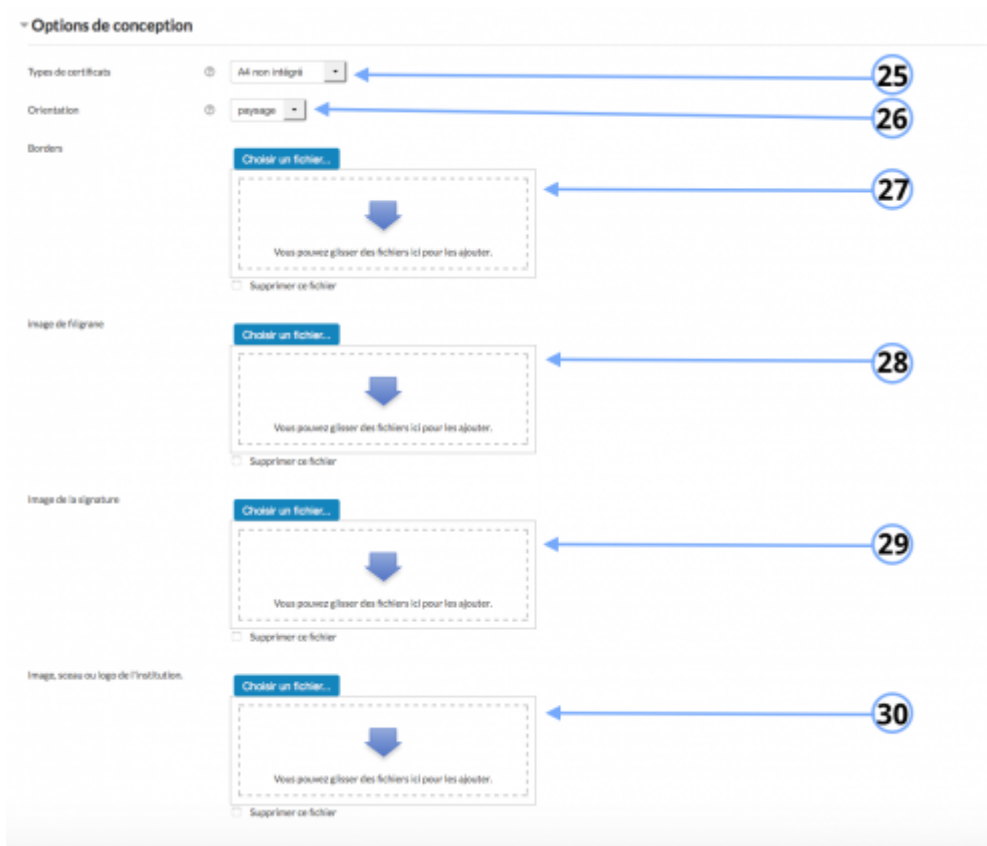 Options de conception
Types de certificats A4 non intégré 25
Orientation paysage 26
Borders
Choisir un fichier...
27
Vous pouvez glisser des fichiers ici pour les ajouter.
Supprimer ce fichier
Image de filigrane
Choisir un fichier...
28
Vous pouvez glisser des fichiers ici pour les ajouter.
Supprimer ce fichier
Image de la signature
Choisir un fichier...
29
Vous pouvez glisser des fichiers ici pour les ajouter.
Supprimer ce fichier
Image, sceau ou logo de l'institution.
Choisir un fichier...
30
Vous pouvez glisser des fichiers ici pour les ajouter.
Supprimer ce fichier